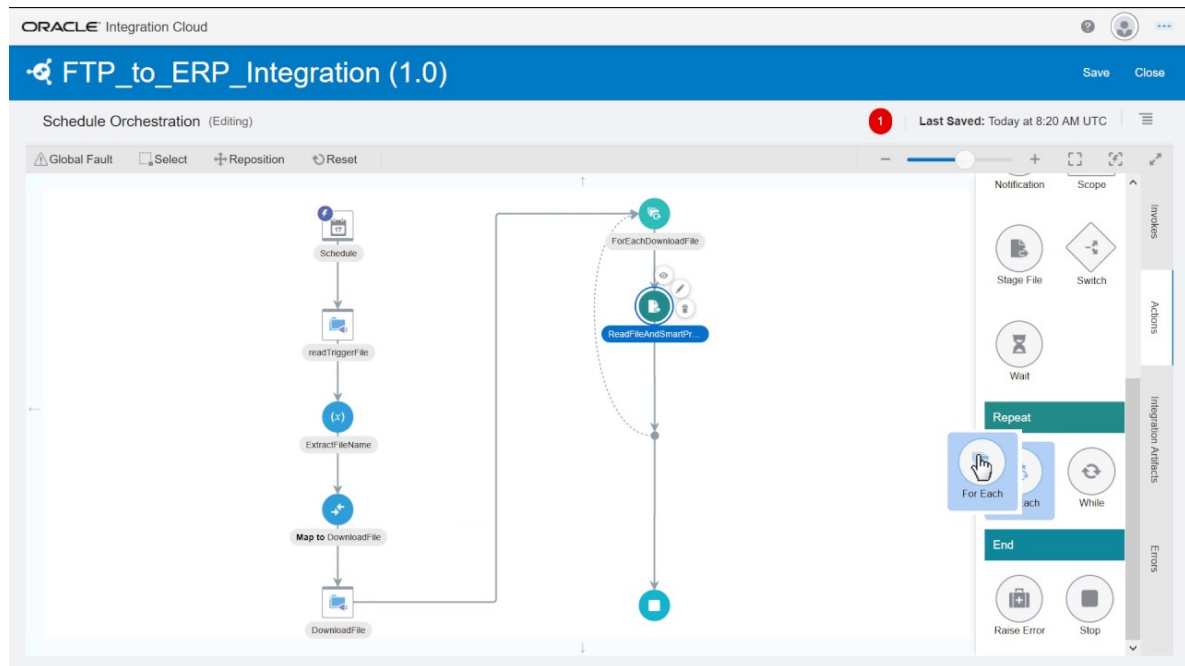 ORACLE Integration Cloud
FTP_to_ERP_Integration (1.0)
Save Close
Schedule Orchestration (Editing)
1
Last Saved: Today at 8:20 AM UTC
Global Fault Select Reposition Reset
Schedule
readTriggerFile
(x)
ExtractFileName
Map to DownloadFile
DownloadFile
ForEachDownloadFile
ReadFileAndSmartPr...
Notification Scope
Stage File Switch
Wait
Repeat
For Each
ach
While
End
Raise Error Stop
Invokes
Actions
Integration Artifacts
Errors